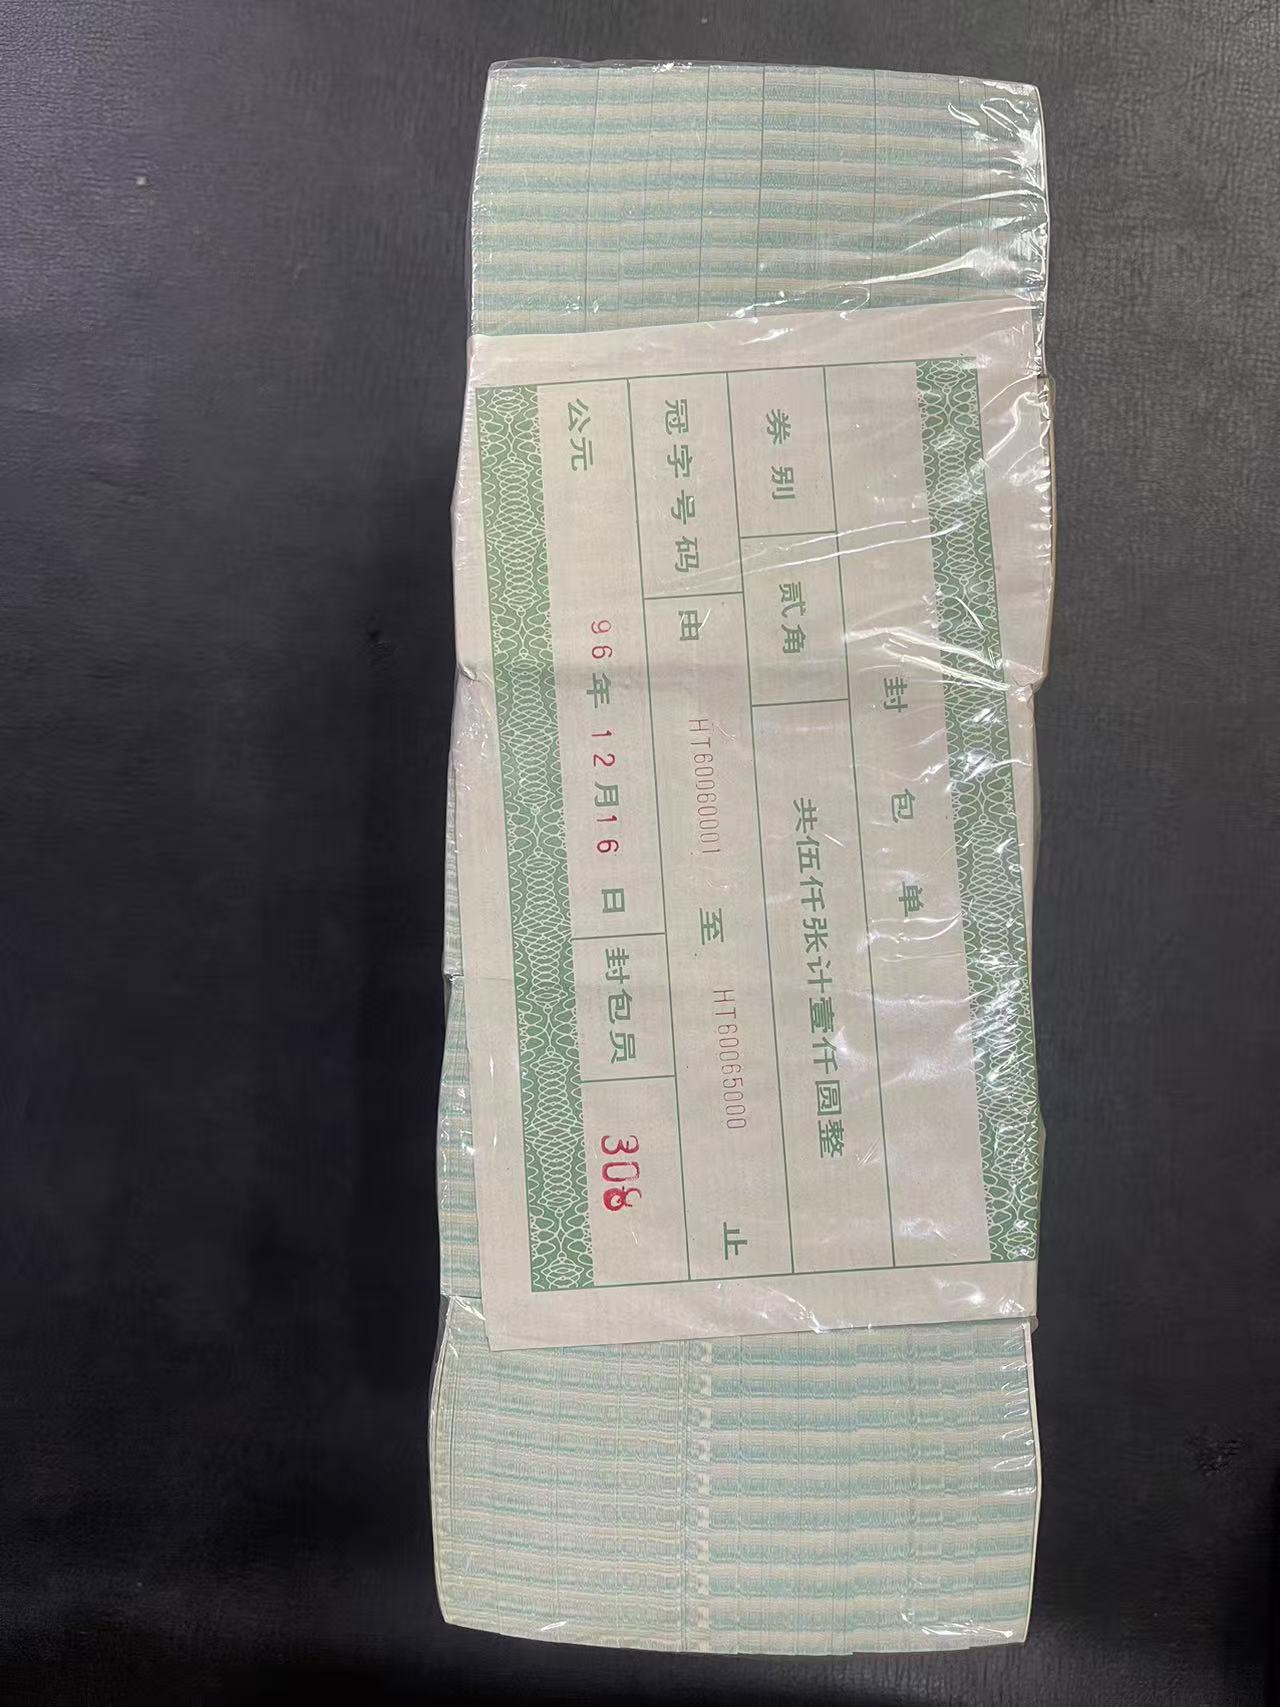 封包单
券别 贰角 共伍仟张计壹仟圆整
冠字号码 由 HT60060001 至 HT60065000 止
公元 96年12月16日 封包员 308